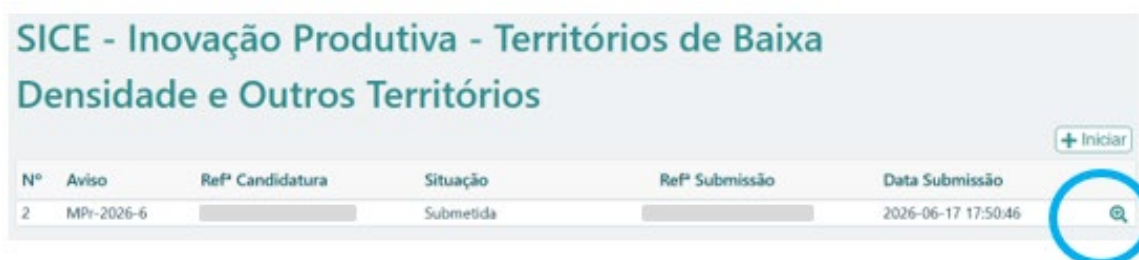 SICE - Inovação Produtiva - Territórios de Baixa
Densidade e Outros Territórios
Iniciar
Nº Aviso Refª Candidatura Situação Refª Submissão Data Submissão
2 MPr-2026-6 Submetida 2026-06-17 17:50:46